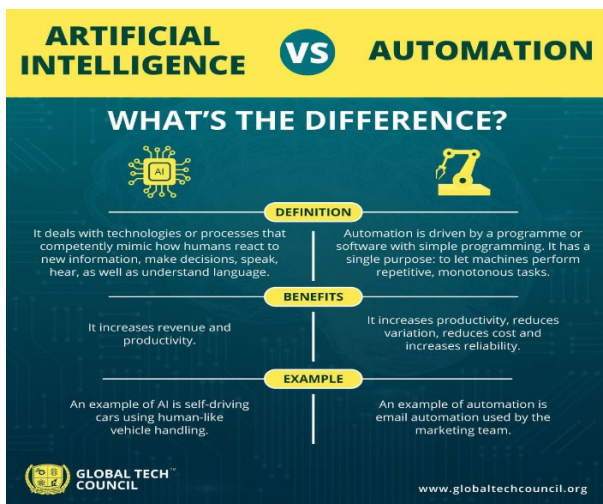 ARTIFICIAL
INTELLIGENCE
VS
AUTOMATION
WHAT'S THE DIFFERENCE?
AI
DEFINITION
It deals with technologies or processes that
competently mimic how humans react to
new information, make decisions, speak,
hear, as well as understand language.
Automation is driven by a programme or
software with simple programming. It has a
single purpose: to let machines perform
repetitive, monotonous tasks.
BENEFITS
It increases revenue and
productivity.
It increases productivity, reduces
variation, reduces cost and
increases reliability.
EXAMPLE
An example of AI is self-driving
cars using human-like
vehicle handling.
An example of automation is
email automation used by the
marketing team.
GLOBAL TECH™
COUNCIL
www.globaltechcouncil.org